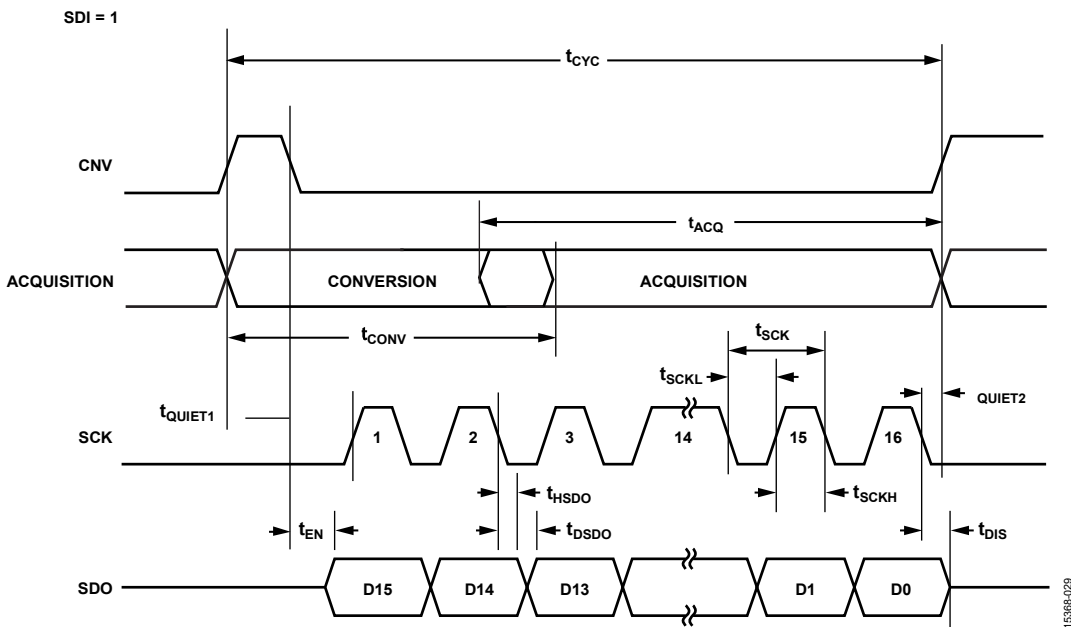 SDI = 1
tCYC
CNV
tACQ
ACQUISITION
CONVERSION
ACQUISITION
tCONV
tSCK
tSCKL
QUIET2
tQUIET1
SCK
1
2
3
14
15
16
tHSDO
tSCKH
tEN
tDSDO
tDIS
SDO
D15
D14
D13
D1
D0
15368-029